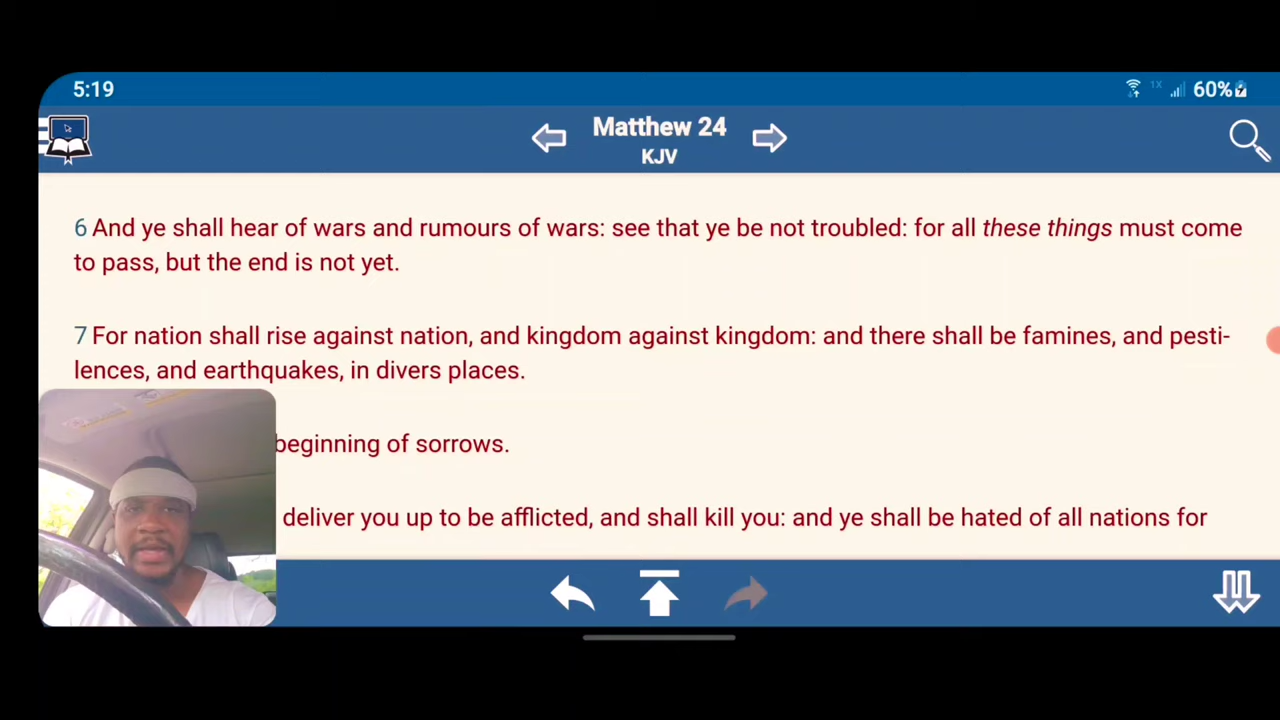 5:19
1X 60%
Matthew 24
KJV
6 And ye shall hear of wars and rumours of wars: see that ye be not troubled: for all these things must come
to pass, but the end is not yet.
7 For nation shall rise against nation, and kingdom against kingdom: and there shall be famines, and pesti-
lences, and earthquakes, in divers places.
beginning of sorrows.
deliver you up to be afflicted, and shall kill you: and ye shall be hated of all nations for